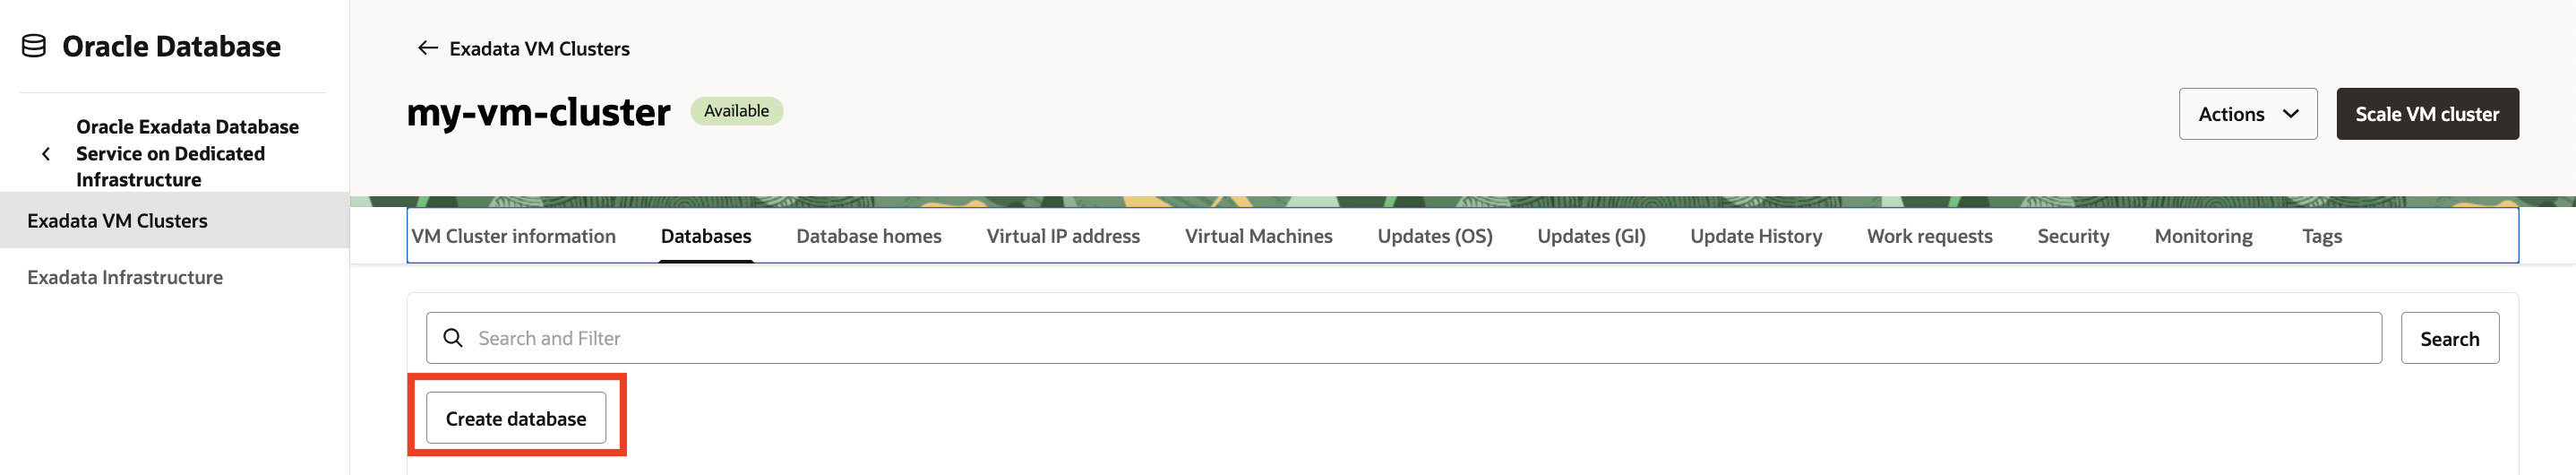 Oracle Database
Oracle Exadata Database
Service on Dedicated
Infrastructure
Exadata VM Clusters
Exadata Infrastructure
Exadata VM Clusters
my-vm-cluster Available
Actions Scale VM cluster
VM Cluster information Databases Database homes Virtual IP address Virtual Machines Updates (OS) Updates (GI) Update History Work requests Security Monitoring Tags
Search and Filter Search
Create database